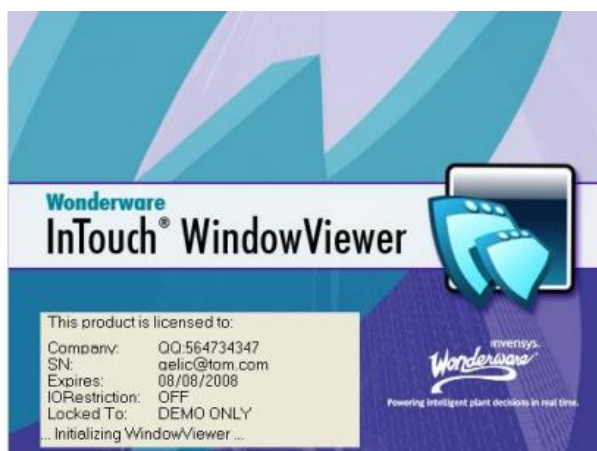 Wonderware
InTouch® WindowViewer
This product is licensed to:
Company: QQ:564734347
SN: gelic@tom.com
Expires: 08/08/2008
IORestriction: OFF
Locked To: DEMO ONLY
... Initializing WindowViewer ...
invensys.
Wonderware
Powering intelligent plant decisions in real time.